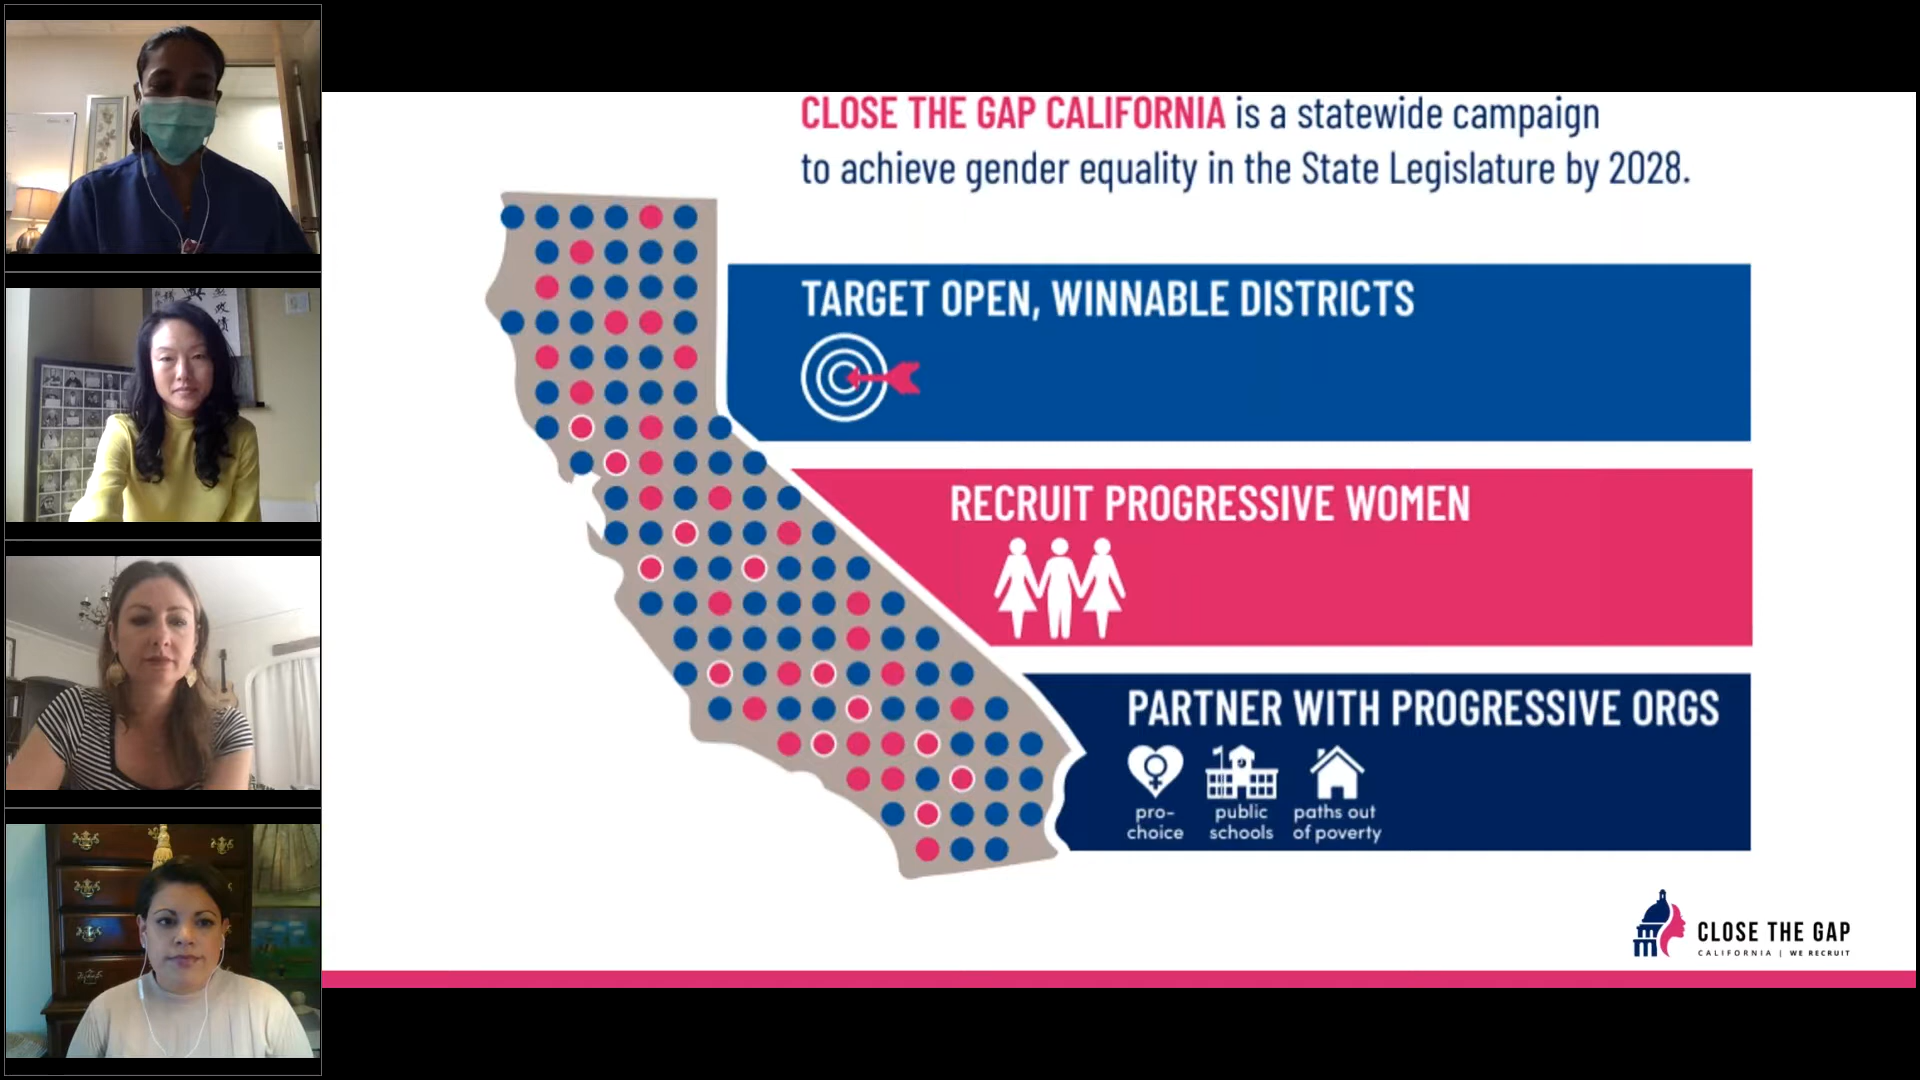 CLOSE THE GAP CALIFORNIA is a statewide campaign
to achieve gender equality in the State Legislature by 2028.
TARGET OPEN, WINNABLE DISTRICTS
RECRUIT PROGRESSIVE WOMEN
PARTNER WITH PROGRESSIVE ORGS
pro-
choice
public
schools
paths out
of poverty
CLOSE THE GAP
CALIFORNIA | WE RECRUIT